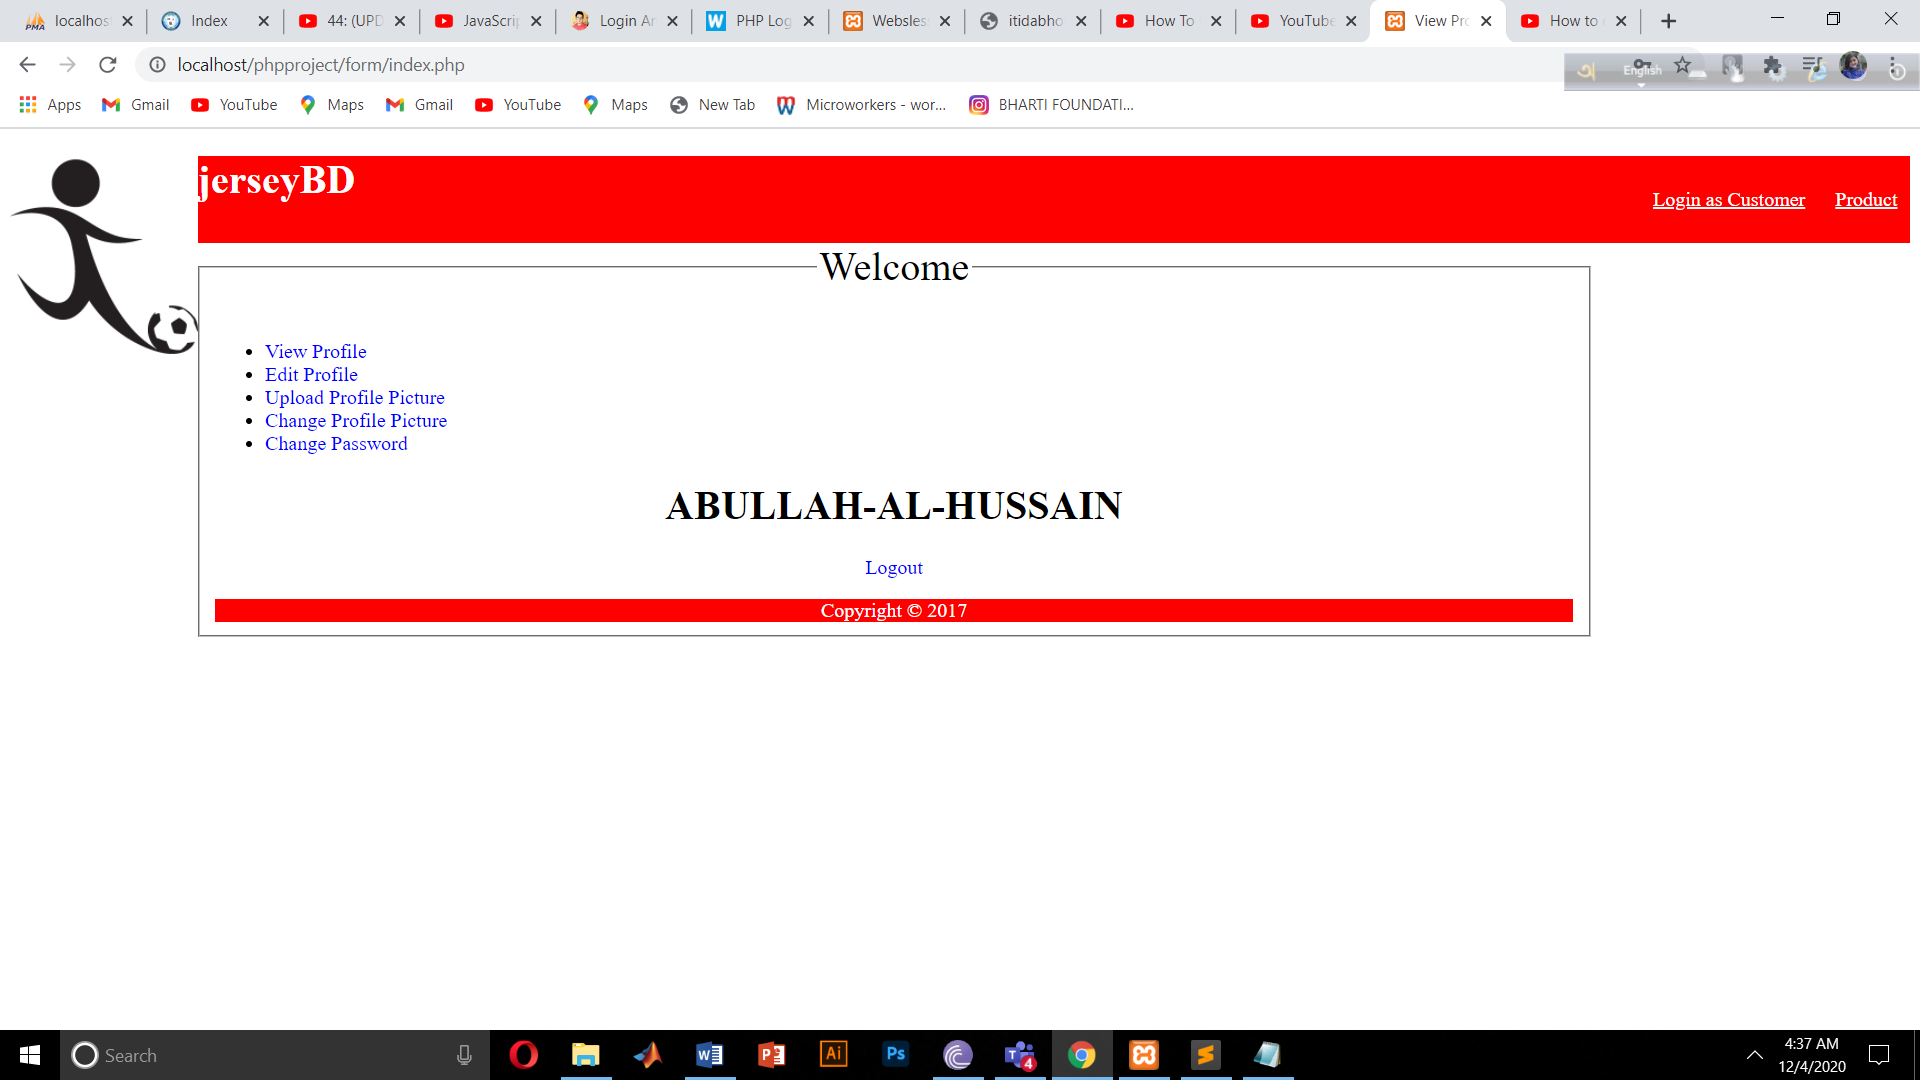 localhos
Index
44: (UPD
JavaScrip
Login An
PHP Log
Websless
itidabho
How To
YouTube
View Pro
How to
localhost/phpproject/form/index.php
English
Apps
Gmail
YouTube
Maps
Gmail
YouTube
Maps
New Tab
Microworkers - wor...
BHARTI FOUNDATI...
jerseyBD
Login as Customer
Product
Welcome
View Profile
Edit Profile
Upload Profile Picture
Change Profile Picture
Change Password
ABULLAH-AL-HUSSAIN
Logout
Copyright © 2017
Search
4:37 AM
12/4/2020